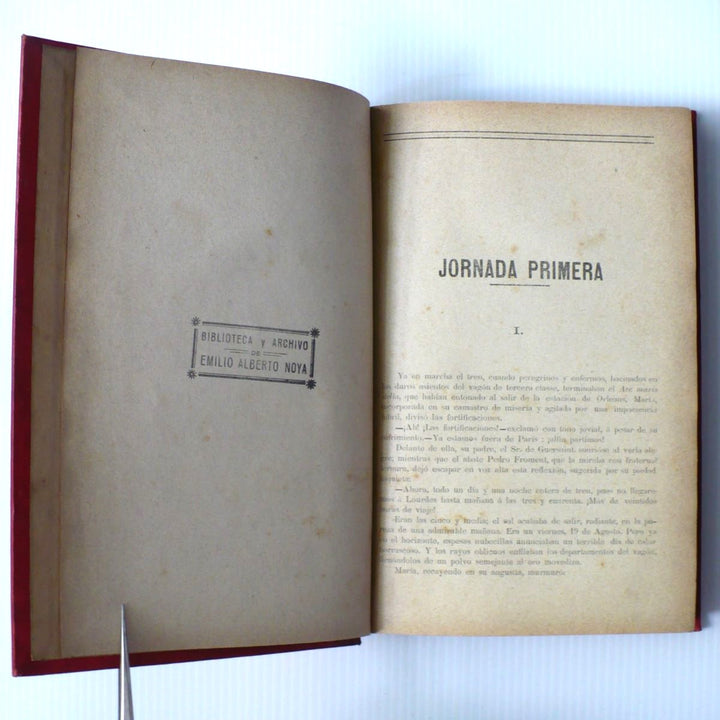 BIBLIOTECA Y ARCHIVO
DE
EMILIO ALBERTO NOYA
JORNADA PRIMERA
I.
Ya en marcha el tren, cuando peregrinos y enfermos, hacinados en
los duros asientos del vagón de tercera clase, terminaban el Ave maris
stella, que habían entonado al salir de la estación de Orleans, María,
incorporada en su camastro de miseria y agitada por una impaciencia
febril, divisó las fortificaciones.
—¡Ah! ¡Las fortificaciones!—exclamó con tono jovial, á pesar de su
sufrimiento.—Ya estamos fuera de París; ¡al fin partimos!
Delante de ella, su padre, el Sr. de Guersaint, sonrióse al verla ale-
gre; mientras que el abate Pedro Froment, que la miraba con fraternal
ternura, dejó escapar en voz alta esta reflexión, sugerida por su piedad
—Ahora, todo un día y una noche entera de tren, pues no llegare-
mos á Lourdes hasta mañana á las tres y cuarenta. ¡Más de veintidós
horas de viaje!
Eran las cinco y media; el sol acababa de salir, radiante, en la pu-
reza de una admirable mañana. Era un viernes, 19 de Agosto. Pero ya
en el horizonte, espesas nubecillas anunciaban un terrible día de calor
borrascoso. Y los rayos oblicuos enfilaban los departamentos del vagón,
llenándolos de un polvo semejante al oro movedizo.
María, recayendo en su angustia, murmuró: